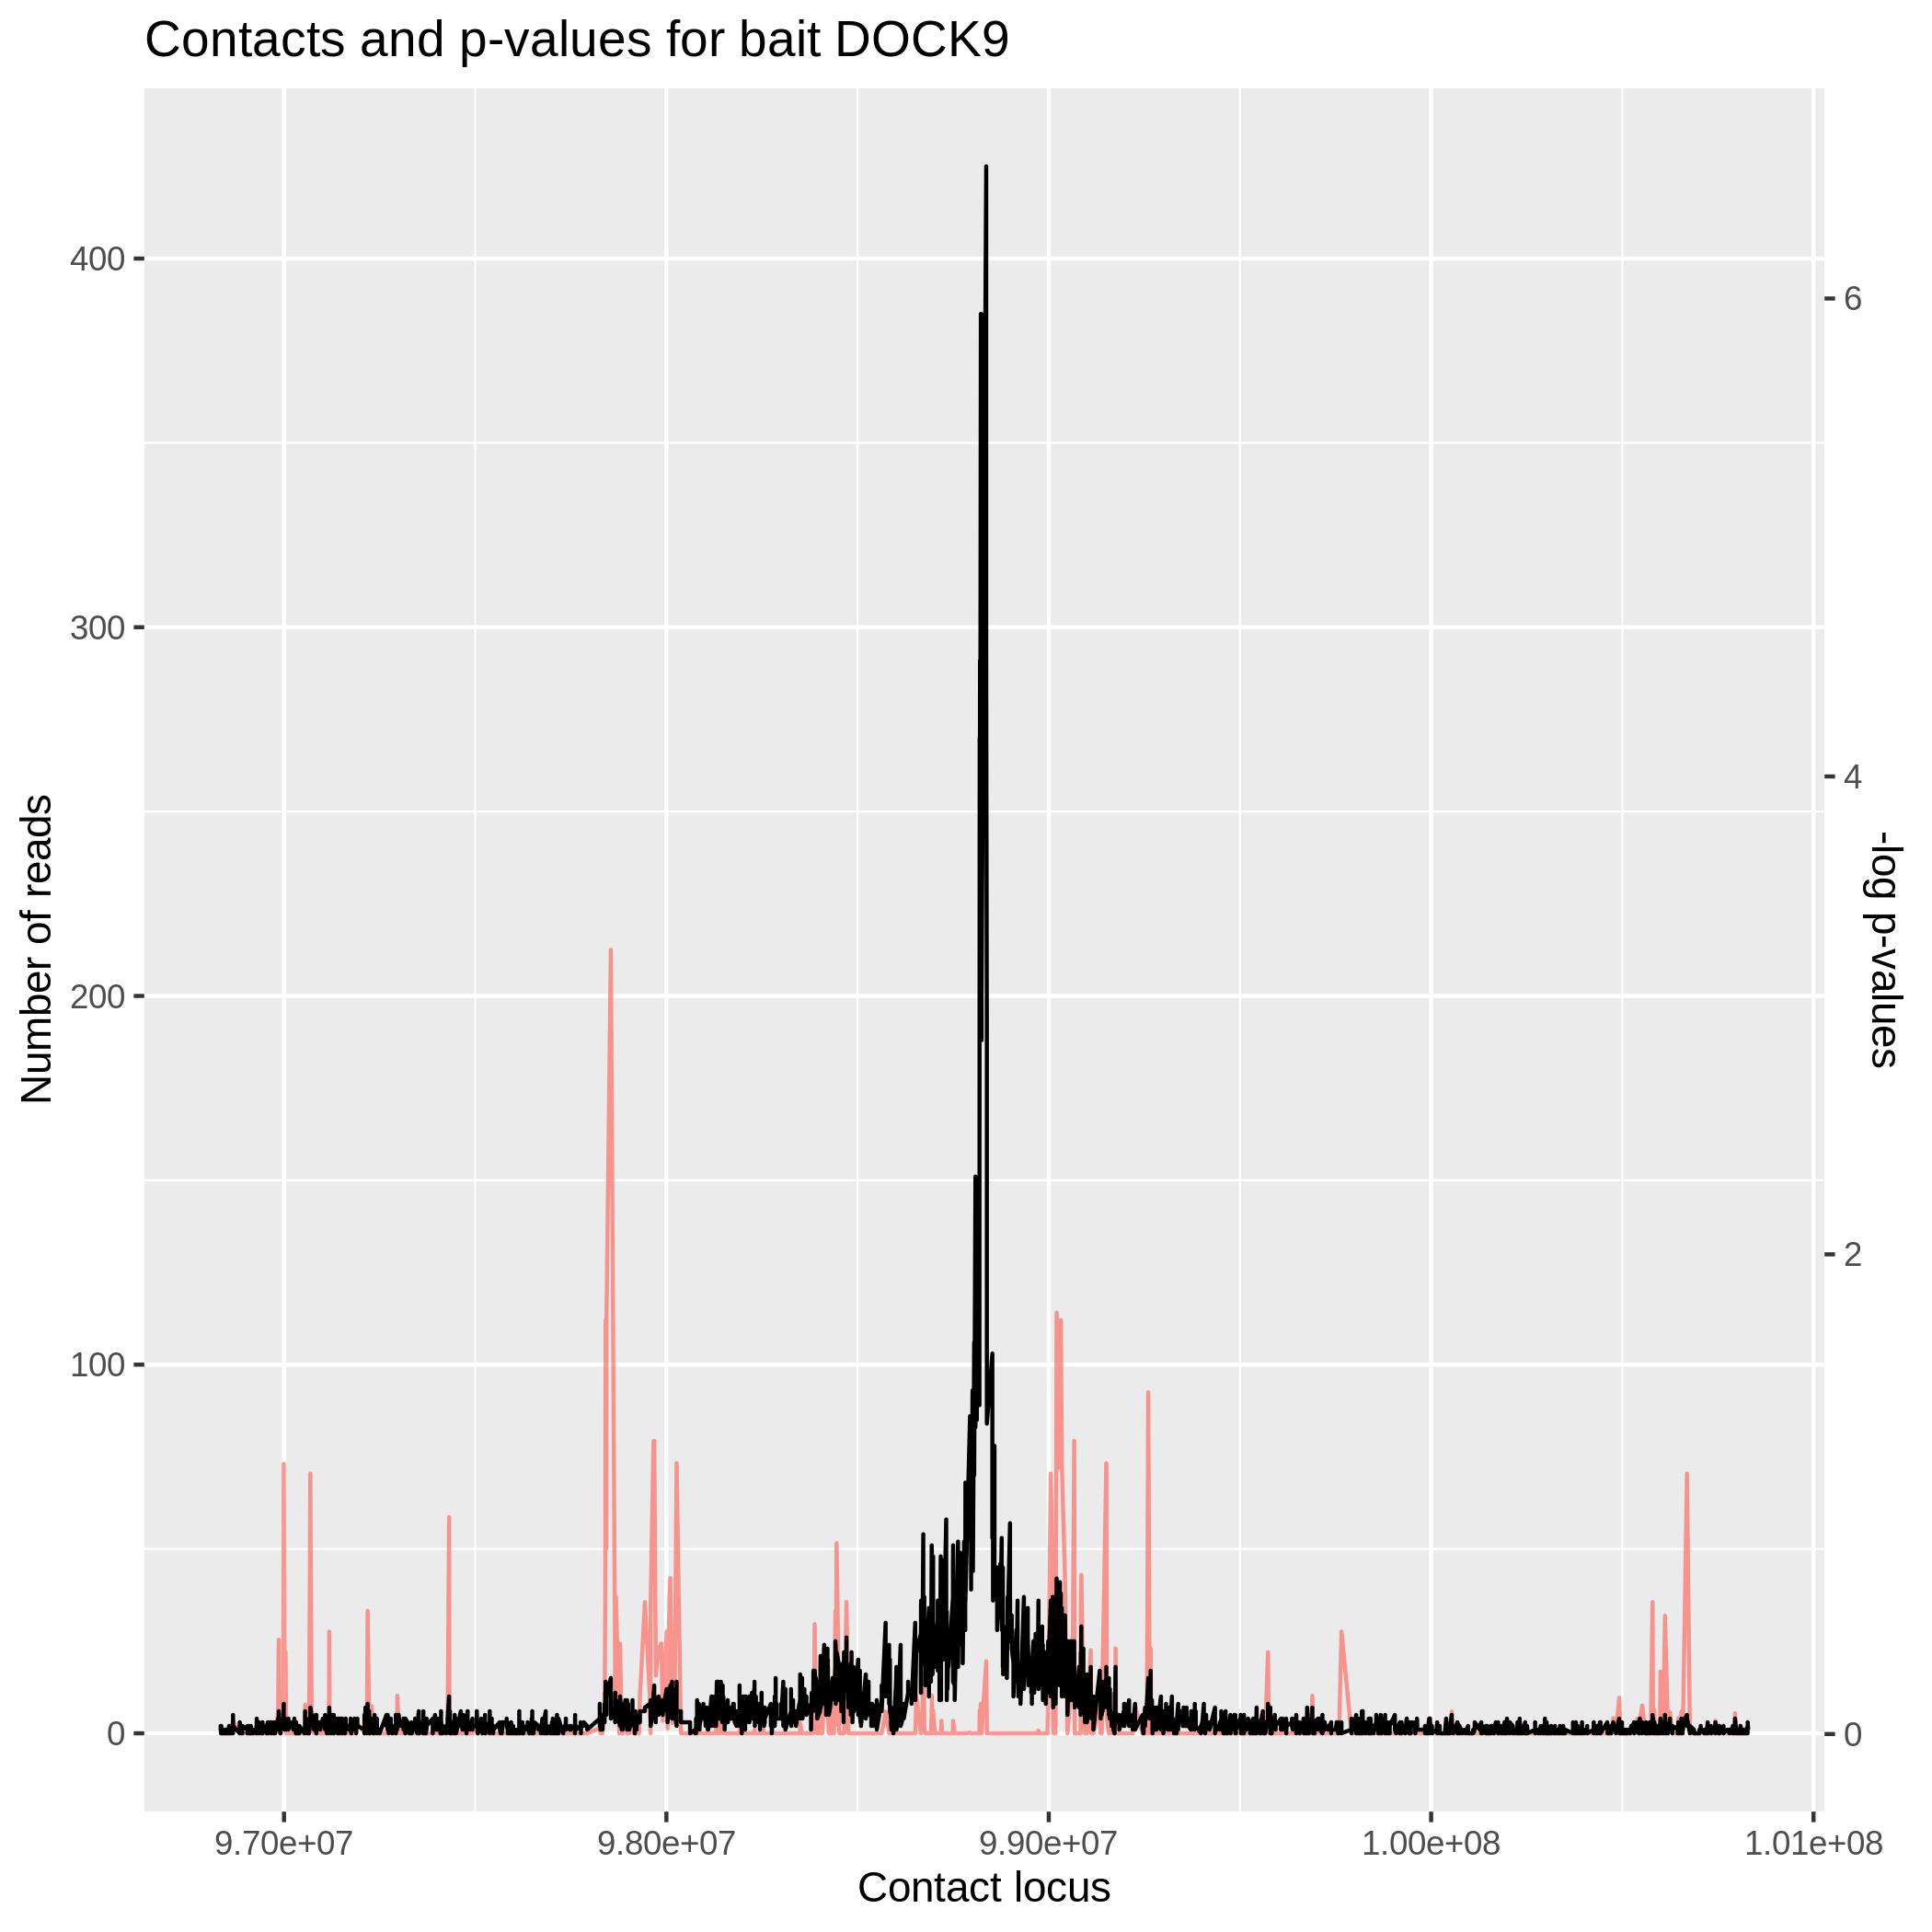 Contacts and p-values for bait DOCK9
Number of reads
400
300
200
100
0
6
4
2
0
-log p-values
9.70e+07
9.80e+07
9.90e+07
1.00e+08
1.01e+08
Contact locus